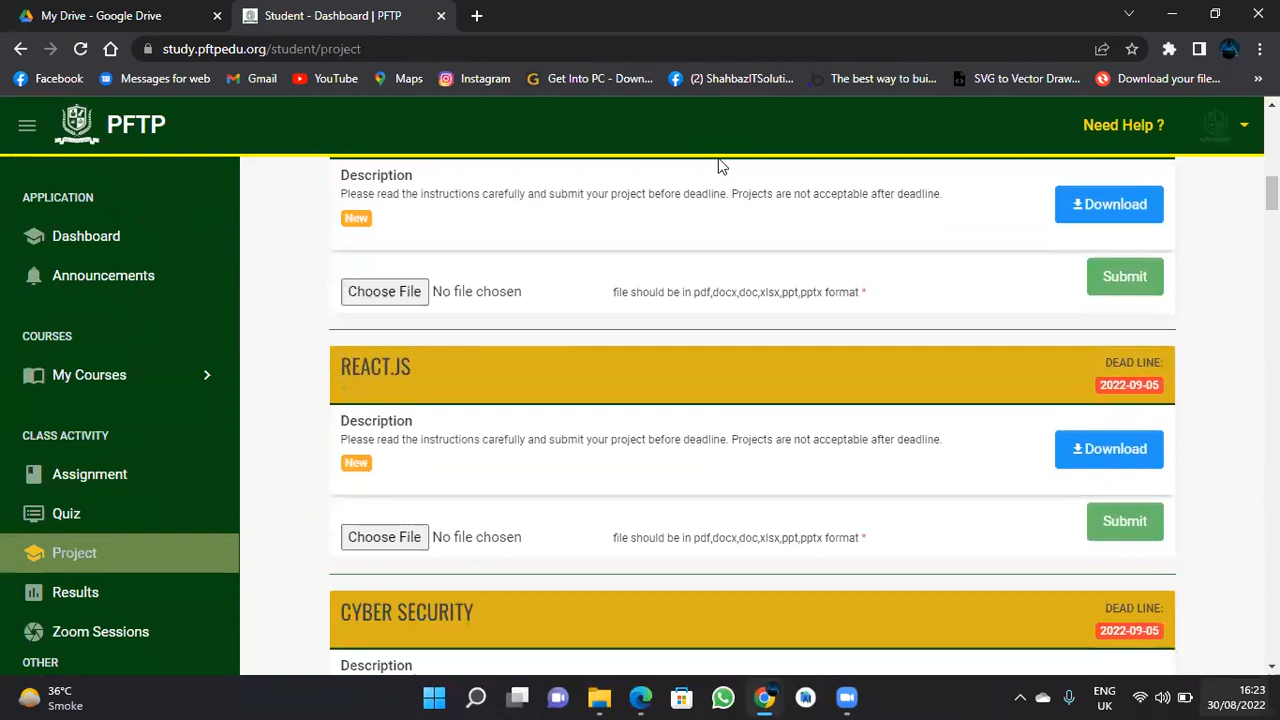 My Drive - Google Drive
Student - Dashboard | PFTP
study.pftpedu.org/student/project
Facebook
Messages for web
Gmail
YouTube
Maps
Instagram
Get Into PC - Down...
(2) ShahbazITSoluti...
The best way to bui...
SVG to Vector Drawa...
Download your file...
PFTP
Need Help ?
APPLICATION
Dashboard
Announcements
COURSES
My Courses
CLASS ACTIVITY
Assignment
Quiz
Project
Results
Zoom Sessions
OTHER
Description
Please read the instructions carefully and submit your project before deadline. Projects are not acceptable after deadline.
New
Download
Choose File No file chosen
file should be in pdf,docx,doc,xlsx,ppt,pptx format *
Submit
REACT.JS
DEAD LINE:
2022-09-05
Description
Please read the instructions carefully and submit your project before deadline. Projects are not acceptable after deadline.
New
Download
Choose File No file chosen
file should be in pdf,docx,doc,xlsx,ppt,pptx format *
Submit
CYBER SECURITY
DEAD LINE:
2022-09-05
Description
36°C
Smoke
ENG
UK
16:23
30/08/2022